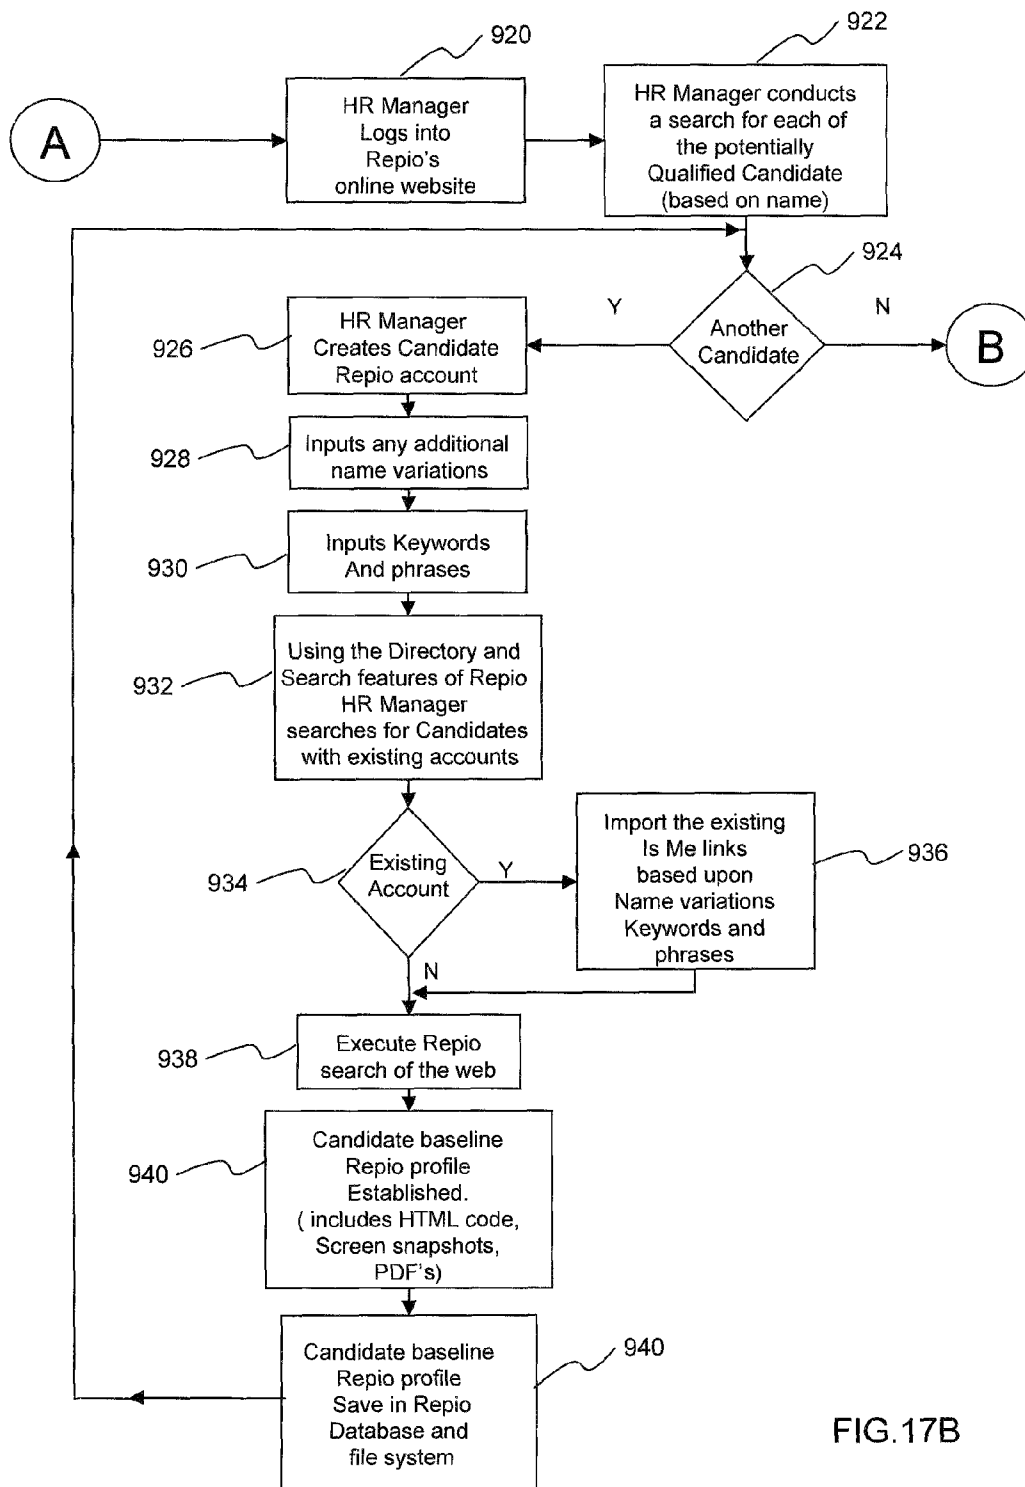 920
922
A
HR Manager
Logs into
Repio's
online website
HR Manager conducts
a search for each of
the potentially
Qualified Candidate
(based on name)
924
Y
N
Another
Candidate
B
926
HR Manager
Creates Candidate
Repio account
928
Inputs any additional
name variations
930
Inputs Keywords
And phrases
932
Using the Directory and
Search features of Repio
HR Manager
searches for Candidates
with existing accounts
934
Existing
Account
Y
N
Import the existing
Is Me links
based upon
Name variations
Keywords and
phrases
936
938
Execute Repio
search of the web
940
Candidate baseline
Repio profile
Established.
( includes HTML code,
Screen snapshots,
PDF's)
Candidate baseline
Repio profile
Save in Repio
Database and
file system
940
FIG.17B